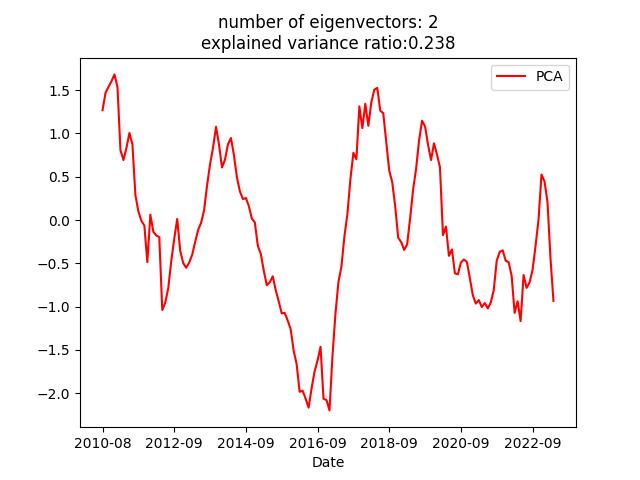 number of eigenvectors: 2
explained variance ratio:0.238
PCA
1.5
1.0
0.5
0.0
−0.5
−1.0
−1.5
−2.0
2010-08 2012-09 2014-09 2016-09 2018-09 2020-09 2022-09
Date